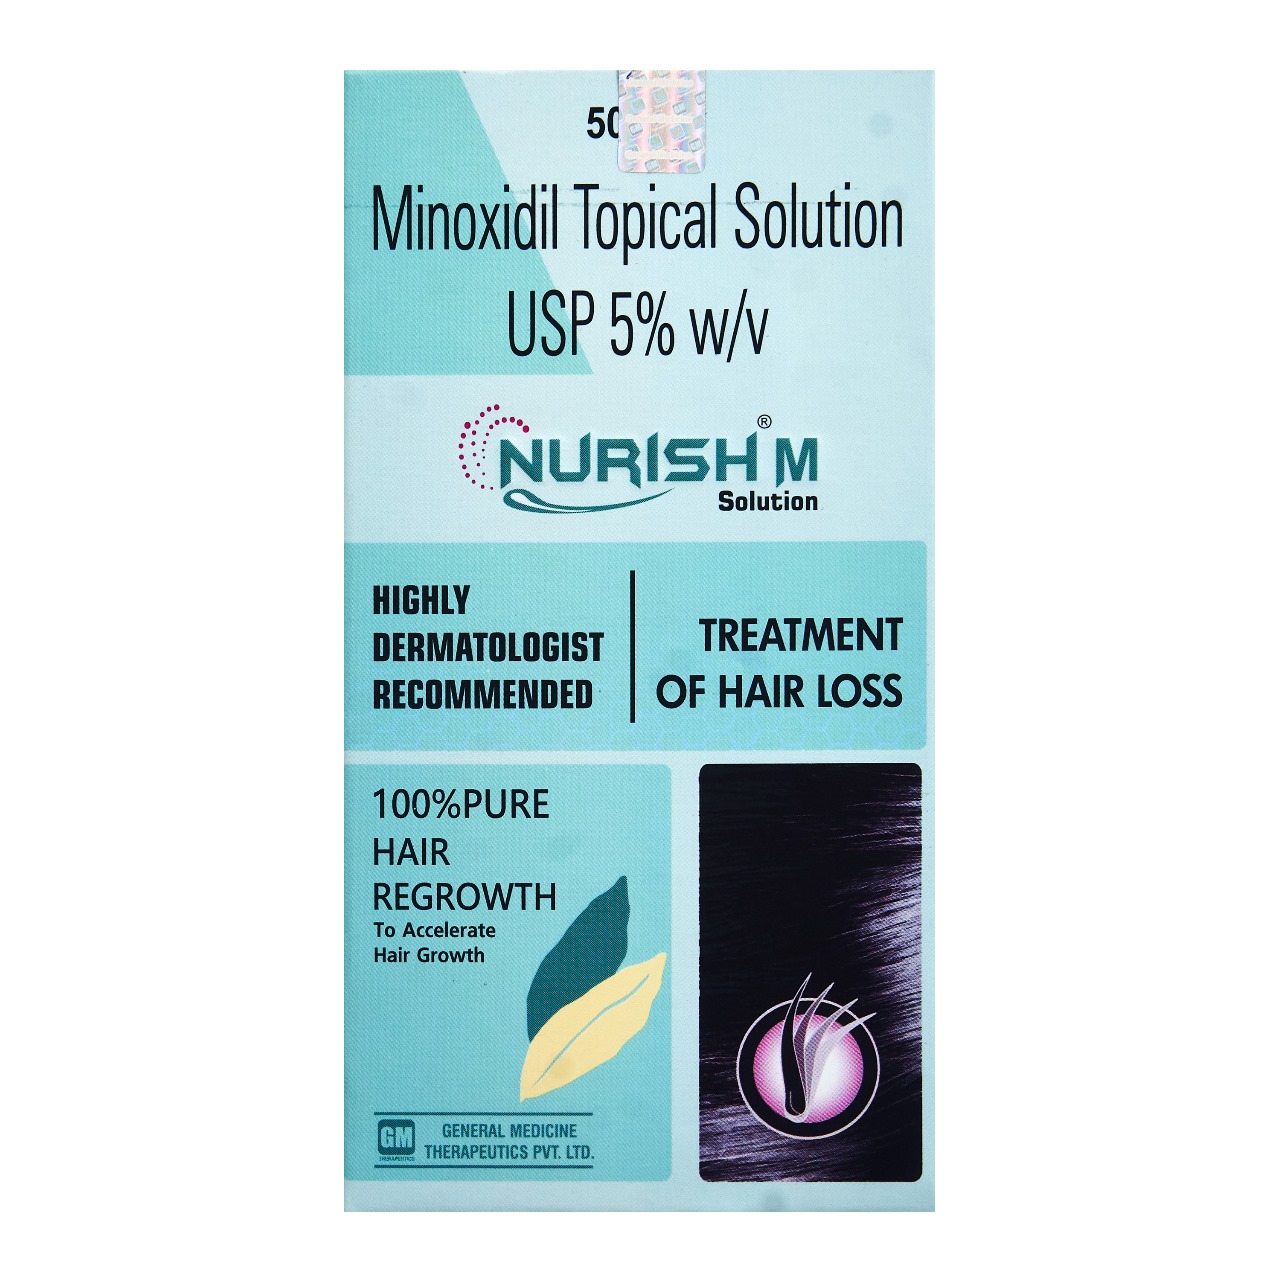 Minoxidil Topical Solution
USP 5% w/v
NURISH® M
Solution
HIGHLY
DERMATOLOGIST
RECOMMENDED
TREATMENT
OF HAIR LOSS
100%PURE
HAIR
REGROWTH
To Accelerate
Hair Growth
GM
THERAPEUTICS
GENERAL MEDICINE
THERAPEUTICS PVT. LTD.